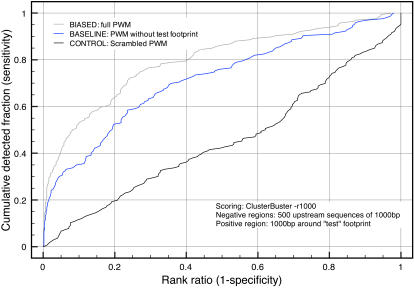 BIASED: full PWM
BASELINE: PWM without test footprint
CONTROL: Scrambled PWM
Cumulative detected fraction (sensitivity)
1
0.8
0.6
0.4
0.2
0
Scoring: ClusterBuster -r1000
Negative regions: 500 upstream sequences of 1000bp
Positive region: 1000bp around "test" footprint
0 0.2 0.4 0.6 0.8 1
Rank ratio (1-specificity)